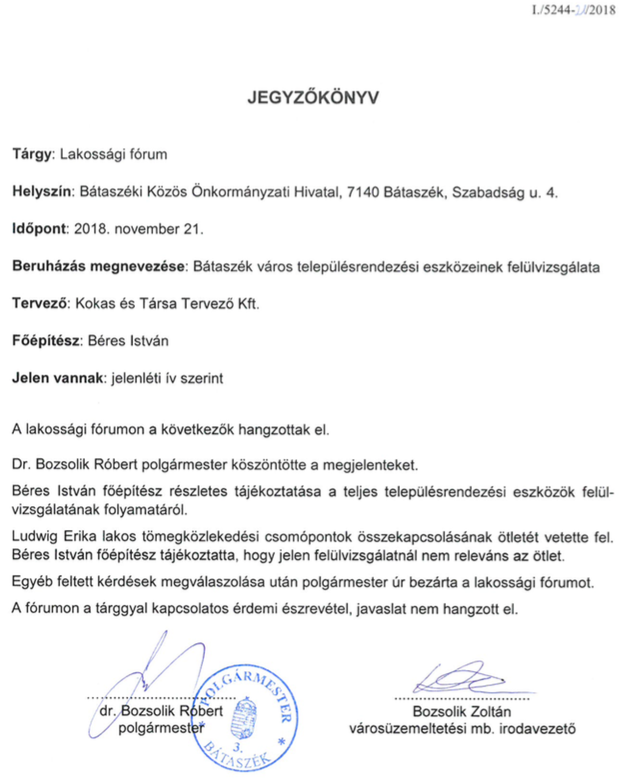 I./5244-2/2018
JEGYZŐKÖNYV
Tárgy: Lakossági fórum
Helyszín: Bátaszéki Közös Önkormányzati Hivatal, 7140 Bátaszék, Szabadság u. 4.
Időpont: 2018. november 21.
Beruházás megnevezése: Bátaszék város településrendezési eszközeinek felülvizsgálata
Tervező: Kokas és Társa Tervező Kft.
Főépítész: Béres István
Jelen vannak: jelenléti ív szerint
A lakossági fórumon a következők hangzottak el.
Dr. Bozsolik Róbert polgármester köszöntötte a megjelenteket.
Béres István főépítész részletes tájékoztatása a teljes településrendezési eszközök felül-
vizsgálatának folyamatáról.
Ludwig Erika lakos tömegközlekedési csomópontok összekapcsolásának ötletét vetette fel.
Béres István főépítész tájékoztatta, hogy jelen felülvizsgálatnál nem releváns az ötlet.
Egyéb feltett kérdések megválaszolása után polgármester úr bezárta a lakossági fórumot.
A fórumon a tárggyal kapcsolatos érdemi észrevétel, javaslat nem hangzott el.
dr. Bozsolik Róbert
polgármester
* POLGÁRMESTER *
3.
BÁTASZÉK
Bozsolik Zoltán
városüzemeltetési mb. irodavezető